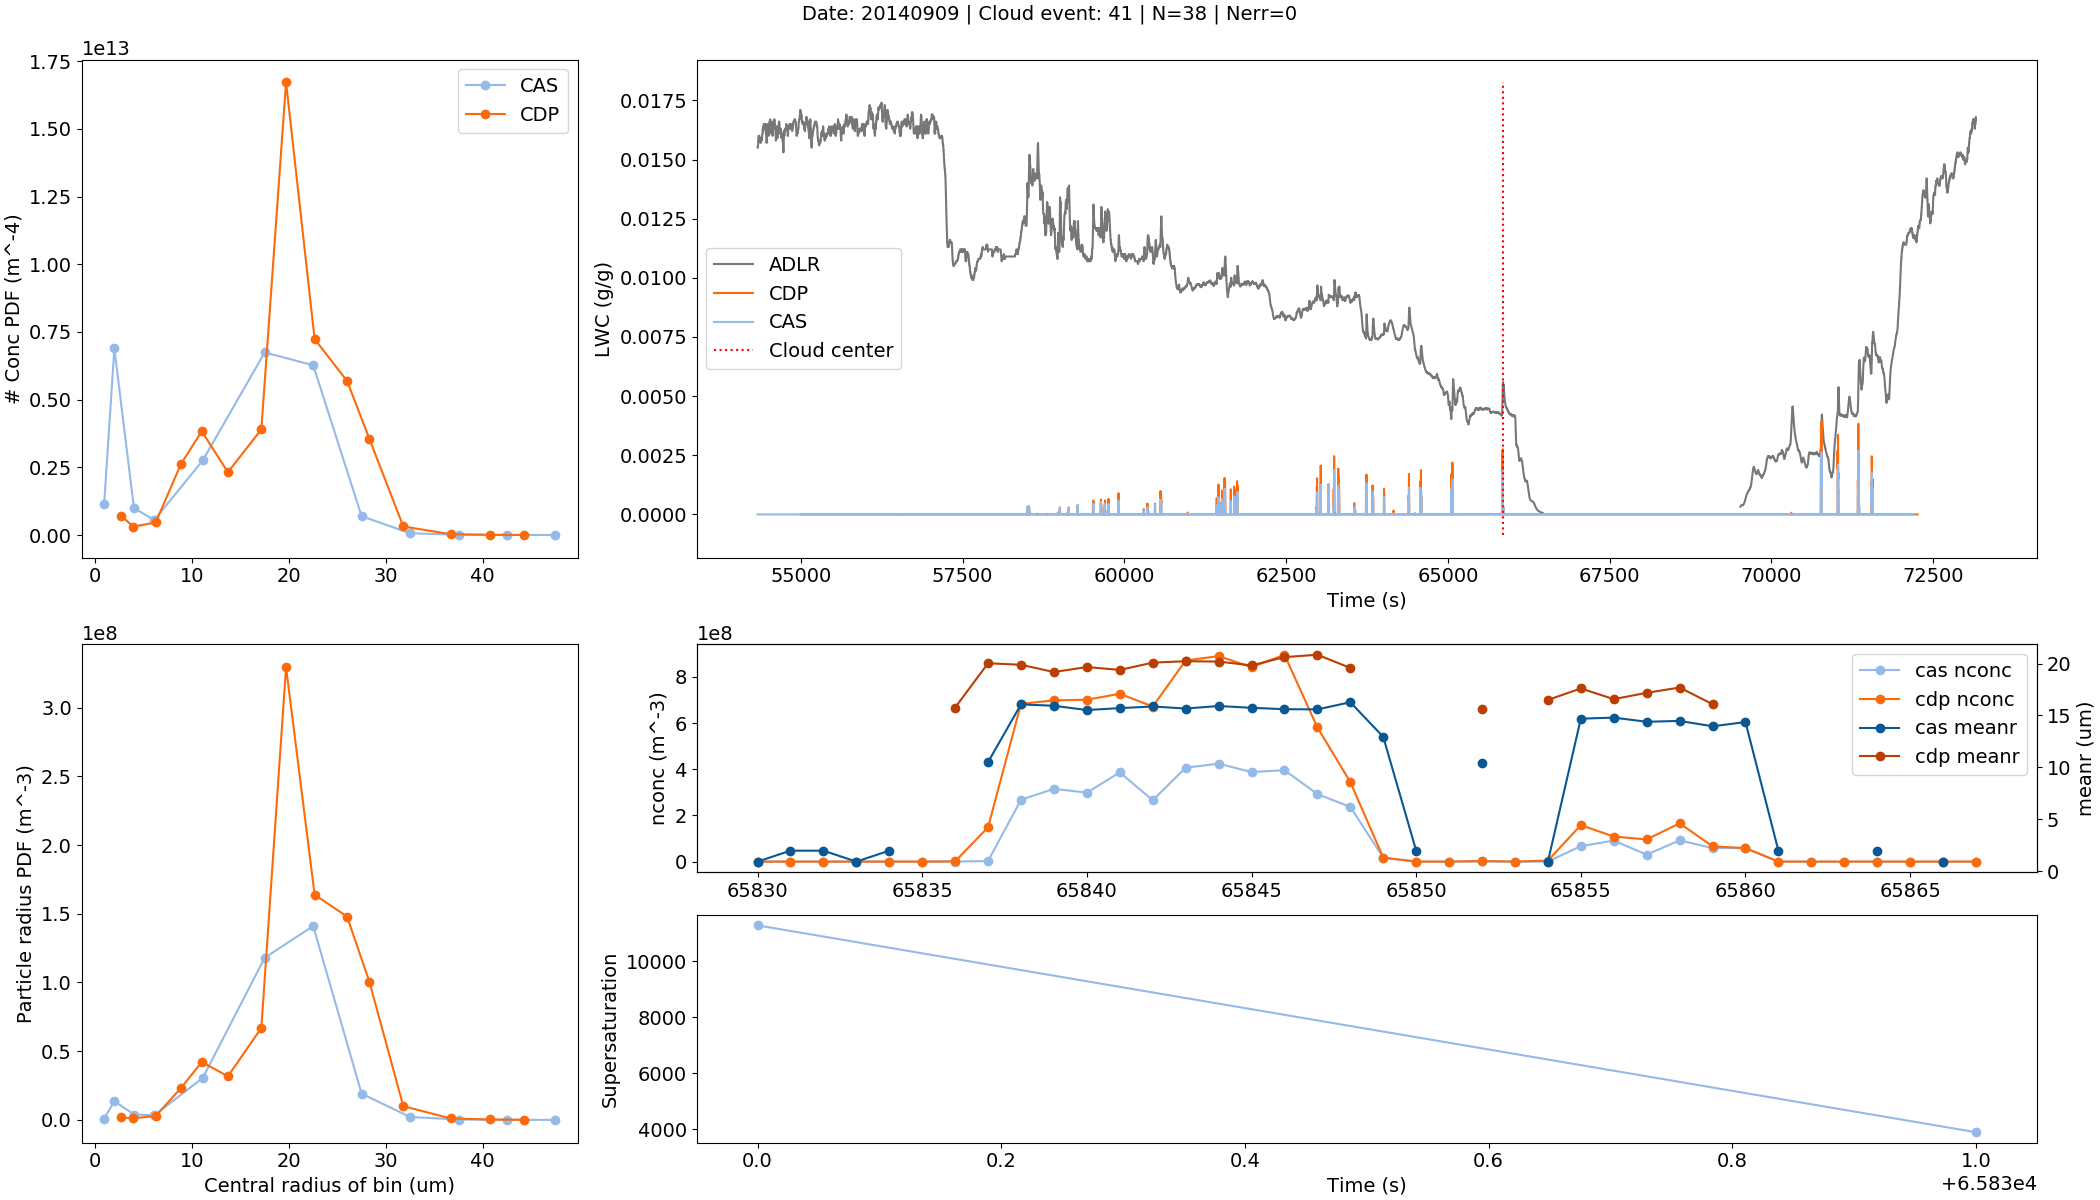 Date: 20140909 | Cloud event: 41 | N=38 | Nerr=0
1e13
# Conc PDF (m^-4)
1.75
1.50
1.25
1.00
0.75
0.50
0.25
0.00
0 10 20 30 40
CAS
CDP
LWC (g/g)
0.0175
0.0150
0.0125
0.0100
0.0075
0.0050
0.0025
0.0000
ADLR
CDP
CAS
Cloud center
55000 57500 60000 62500 65000 67500 70000 72500
Time (s)
1e8
Particle radius PDF (m^-3)
3.0
2.5
2.0
1.5
1.0
0.5
0.0
0 10 20 30 40
Central radius of bin (um)
1e8
nconc (m^-3)
8
6
4
2
0
65830 65835 65840 65845 65850 65855 65860 65865
cas nconc
cdp nconc
cas meanr
cdp meanr
20
15
10
5
0
meanr (um)
Supersaturation
10000
8000
6000
4000
0.0 0.2 0.4 0.6 0.8 1.0
Time (s)
+6.583e4